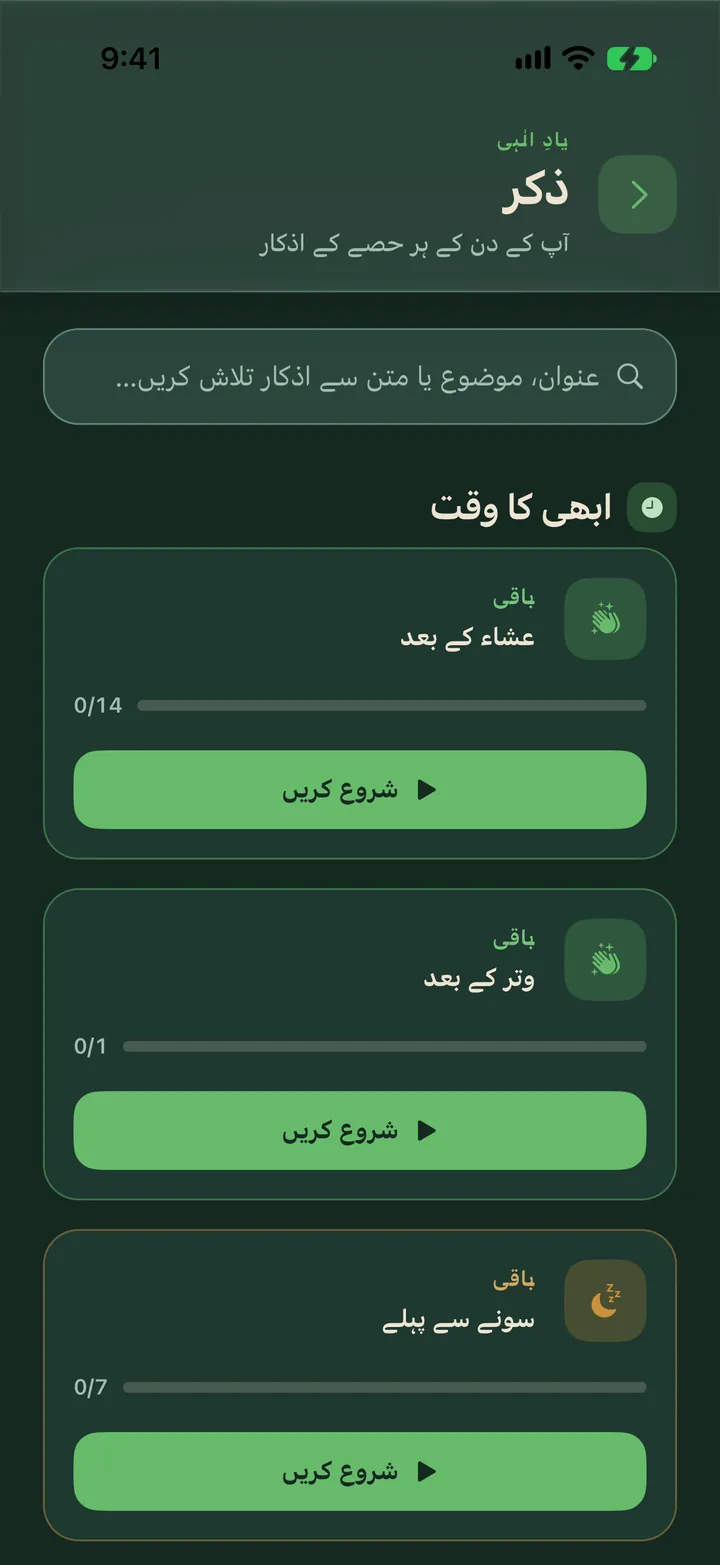 9:41
یادِ الٰہی
ذکر
آپ کے دن کے ہر حصے کے اذکار
عنوان، موضوع یا متن سے اذکار تلاش کریں...
ابھی کا وقت
باقی
عشاء کے بعد
0/14
شروع کریں
باقی
وتر کے بعد
0/1
شروع کریں
باقی
سونے سے پہلے
0/7
شروع کریں